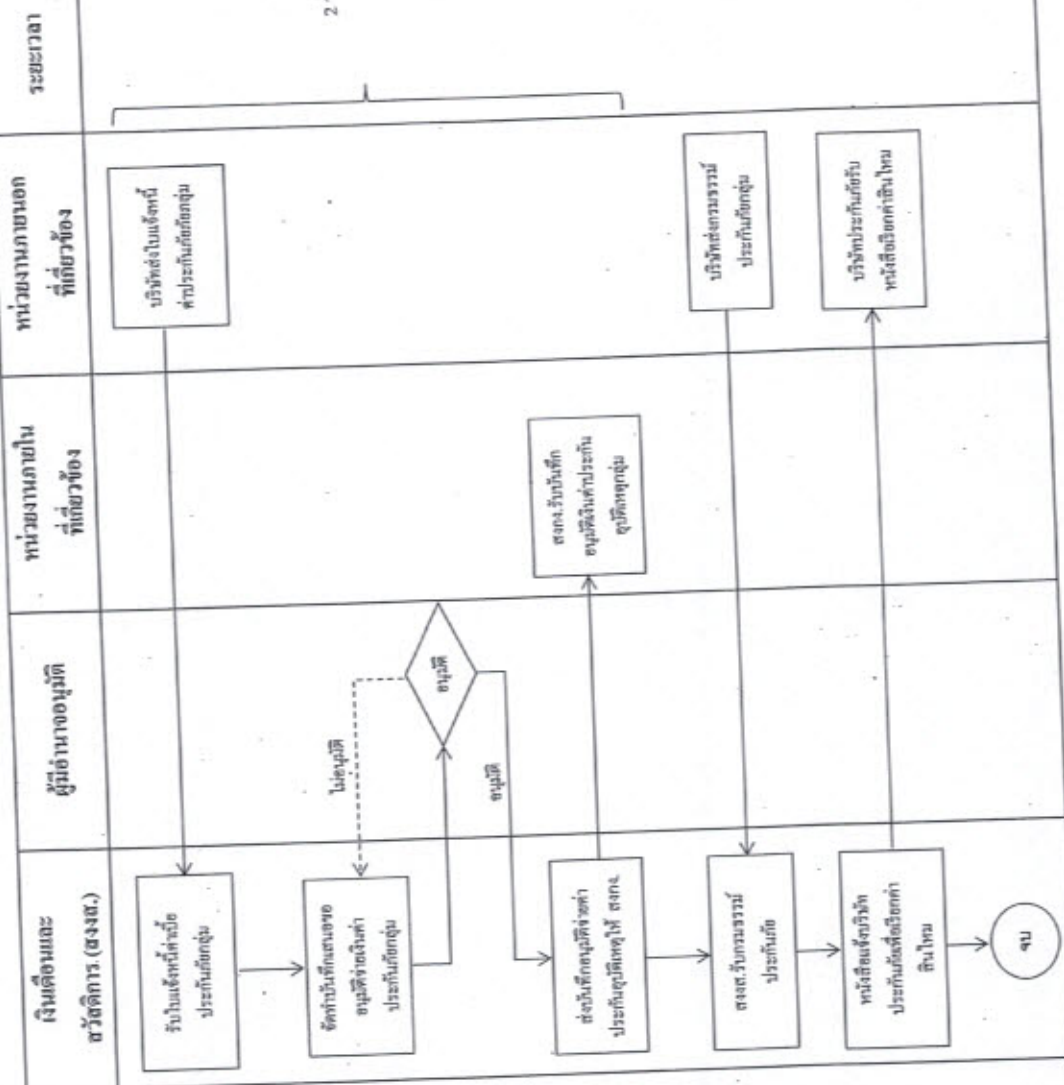 เงินเดือนและ
สวัสดิการ (สงงส.)
ผู้มีอำนาจอนุมัติ
หน่วยงานภายใน
ที่เกี่ยวข้อง
หน่วยงานภายนอก
ที่เกี่ยวข้อง
ระยะเวลา
บริษัทส่งใบแจ้งหนี้
ค่าประกันภัยกลุ่ม
รับใบแจ้งหนี้ค่าเบี้ย
ประกันภัยกลุ่ม
จัดทำบันทึกเสนอขอ
อนุมัติจ่ายเงินค่า
ประกันภัยกลุ่ม
ไม่อนุมัติ
อนุมัติ
อนุมัติ
ส่งบันทึกอนุมัติจ่ายค่า
ประกันอุบัติเหตุให้ สงกง.
สงกง.รับบันทึก
อนุมัติเงินค่าประกัน
อุบัติเหตุกลุ่ม
บริษัทส่งกรมธรรม์
ประกันภัยกลุ่ม
สงงส.รับกรมธรรม์
ประกันภัย
หนังสือแจ้งบริษัท
ประกันภัยเพื่อเรียกค่า
สินไหม
บริษัทประกันภัยรับ
หนังสือเรียกค่าสินไหม
จบ
2